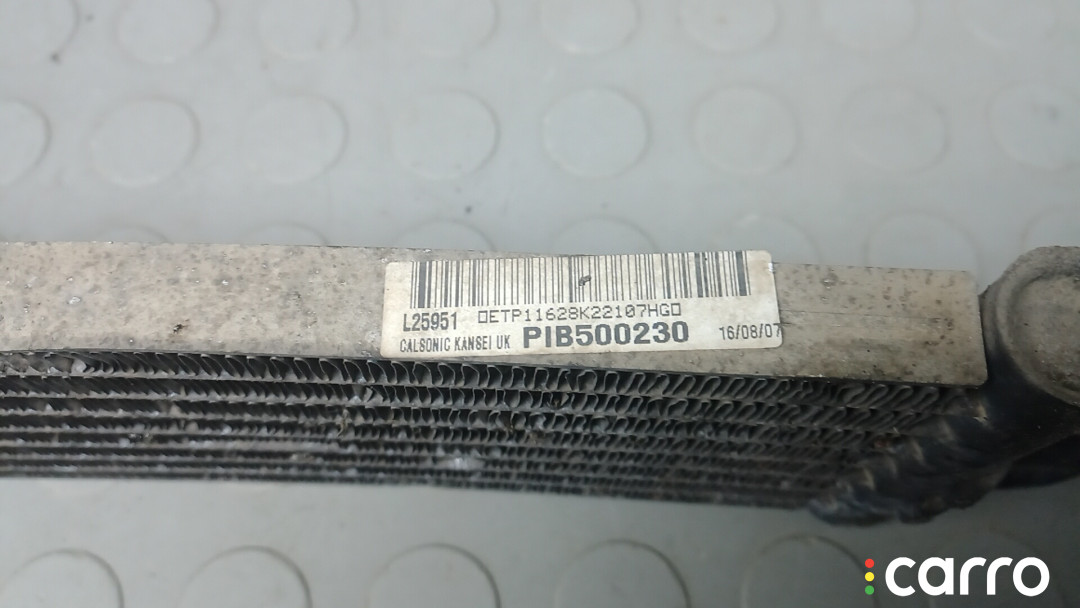 L25951 ▯ETP11628K22107HG▯
CALSONIC KANSEI UK PIB500230 16/08/07
carro